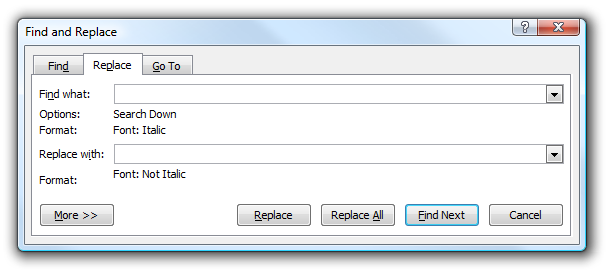 Find and Replace
Find Replace Go To
Find what:
Options: Search Down
Format: Font: Italic
Replace with:
Format: Font: Not Italic
More >> Replace Replace All Find Next Cancel